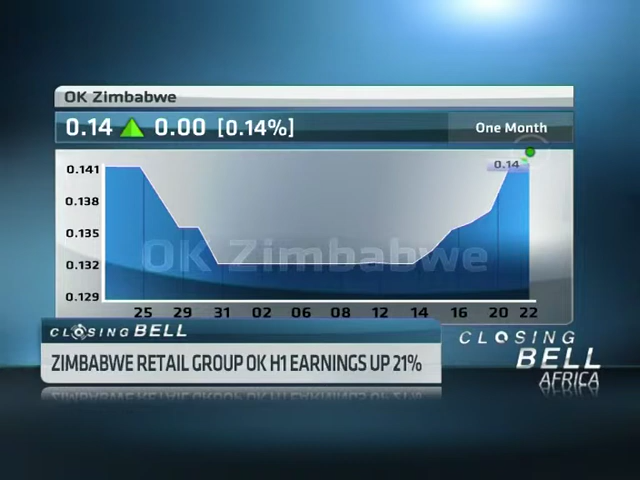 OK Zimbabwe
0.14 0.00 [0.14%]
One Month
0.14
0.141
0.138
0.135
0.132
0.129
OK Zimbabwe
25 29 31 02 06 08 12 14 16 20 22
CLOSING BELL
ZIMBABWE RETAIL GROUP OK H1 EARNINGS UP 21%
CLOSING
BELL
AFRICA